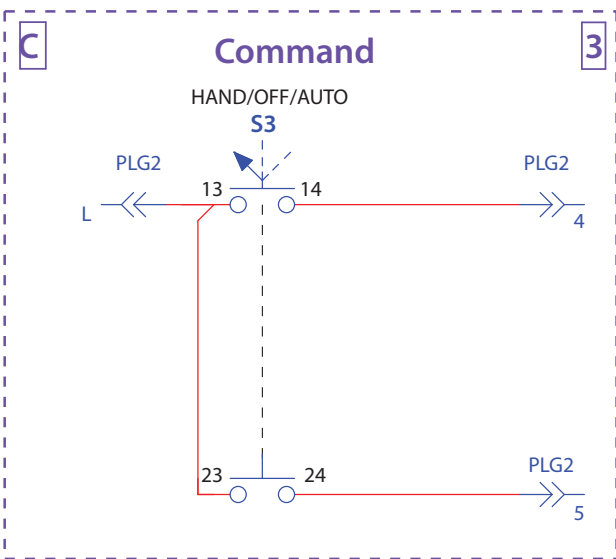 C
Command
3
HAND/OFF/AUTO
S3
PLG2
PLG2
13
14
L
4
23
24
PLG2
5